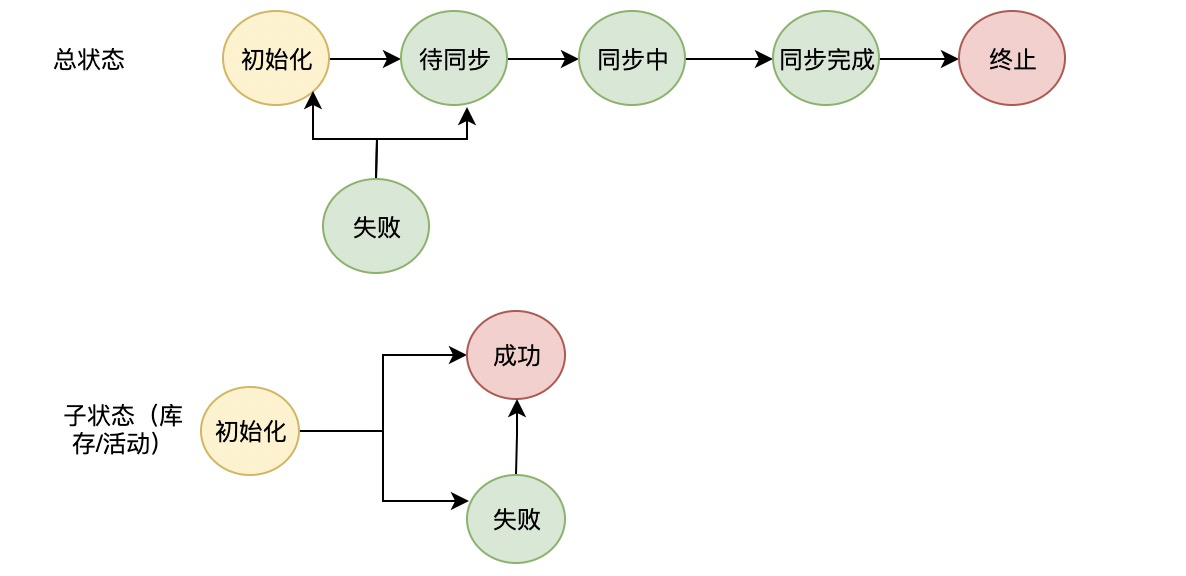 总状态
初始化
待同步
同步中
同步完成
终止
失败
成功
子状态（库
存/活动）
初始化
失败